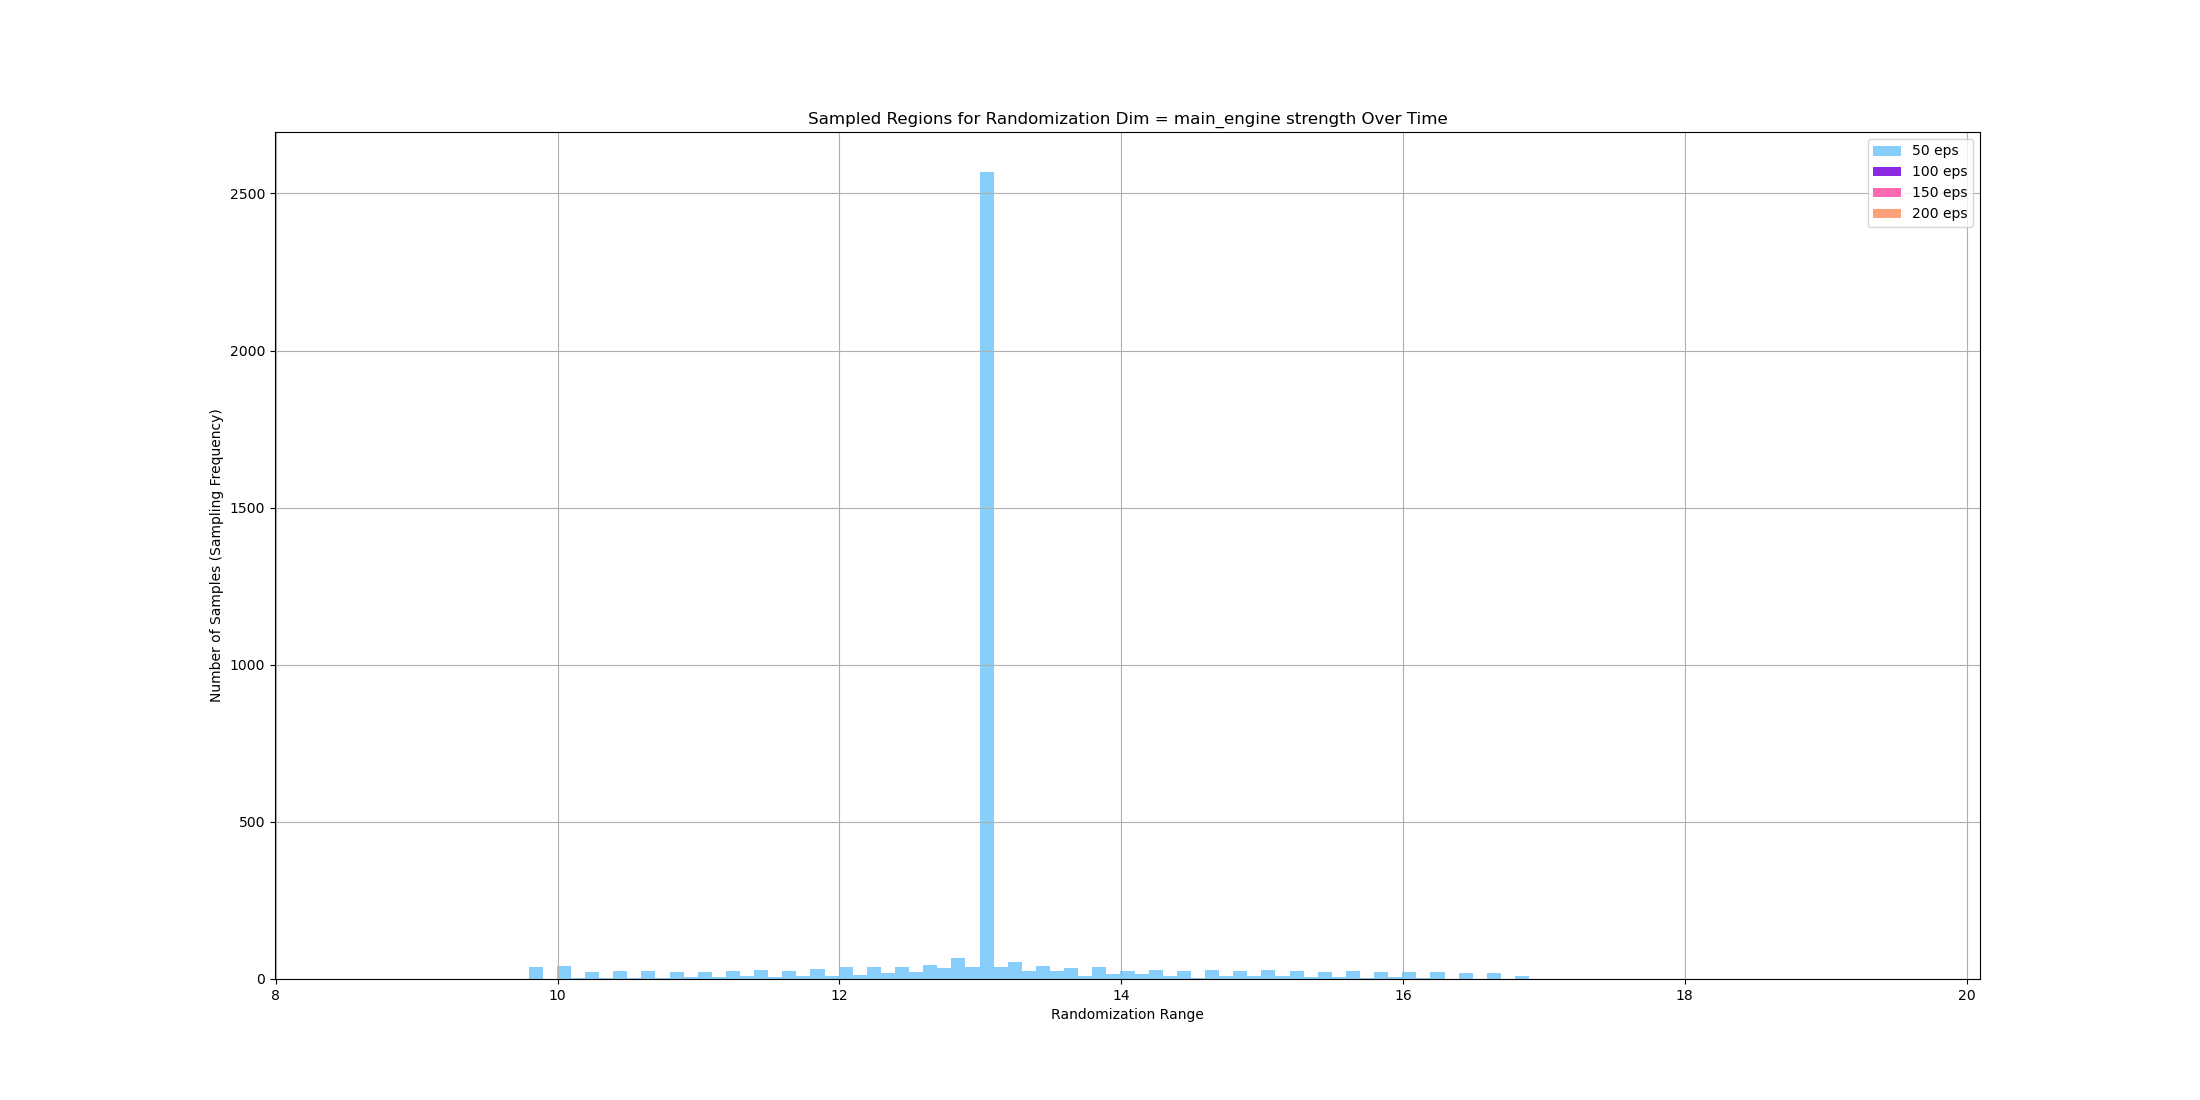 Sampled Regions for Randomization Dim = main_engine strength Over Time
50 eps
100 eps
150 eps
200 eps
Number of Samples (Sampling Frequency)
2500
2000
1500
1000
500
0
8 10 12 14 16 18 20
Randomization Range